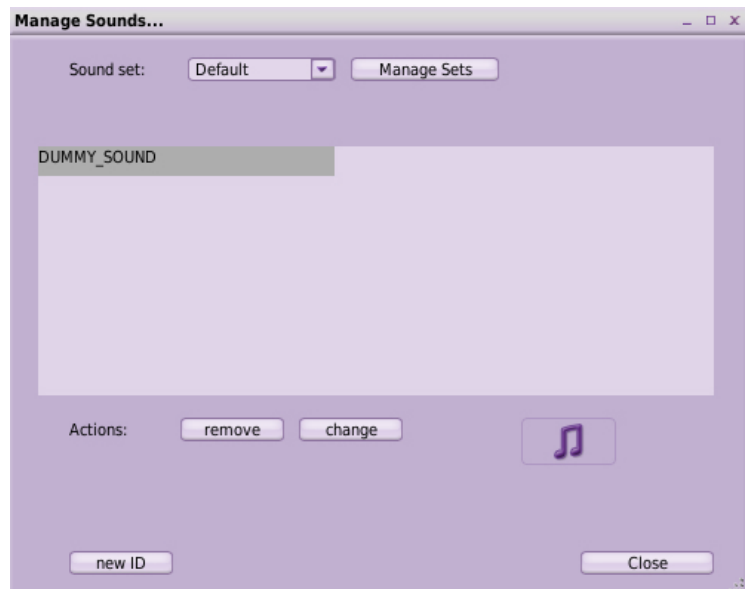 Manage Sounds...
Sound set: Default Manage Sets
DUMMY_SOUND
Actions: remove change
new ID Close